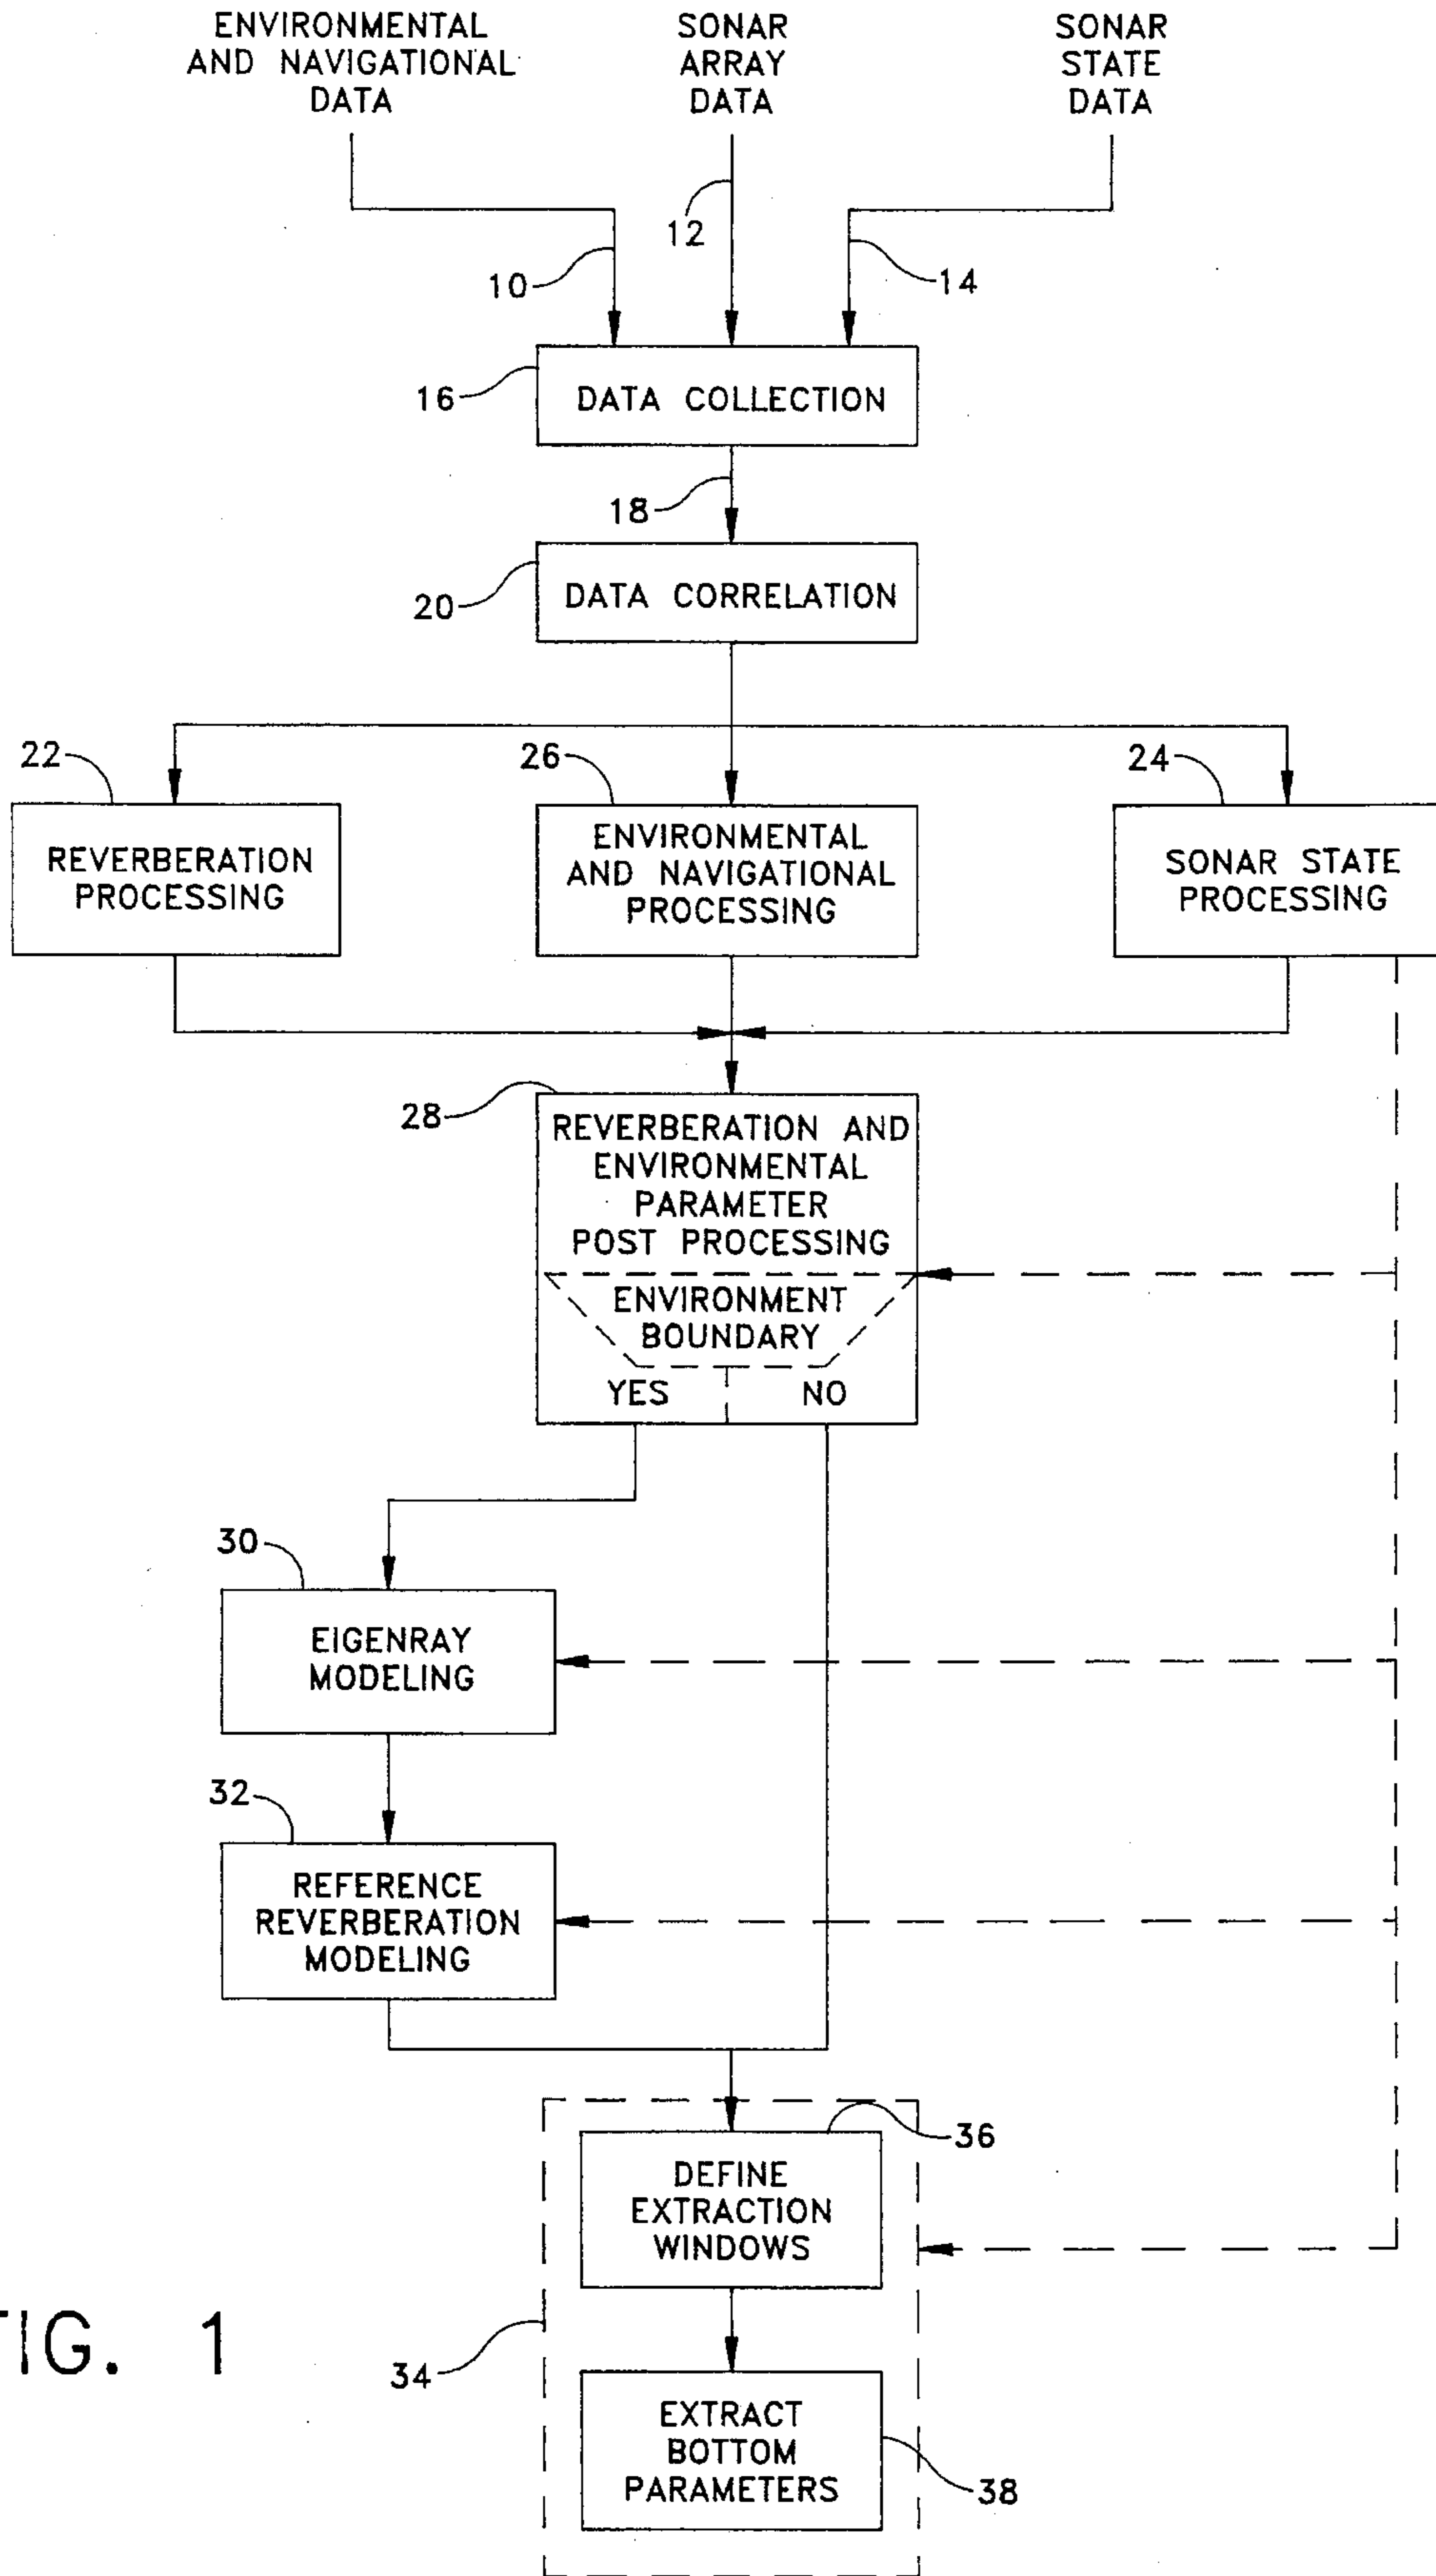 ENVIRONMENTAL
AND NAVIGATIONAL
DATA
SONAR
ARRAY
DATA
SONAR
STATE
DATA
10
12
14
16
DATA COLLECTION
18
20
DATA CORRELATION
22
26
24
REVERBERATION
PROCESSING
ENVIRONMENTAL
AND NAVIGATIONAL
PROCESSING
SONAR STATE
PROCESSING
28
REVERBERATION AND
ENVIRONMENTAL
PARAMETER
POST PROCESSING
ENVIRONMENT
BOUNDARY
YES
NO
30
EIGENRAY
MODELING
32
REFERENCE
REVERBERATION
MODELING
36
DEFINE
EXTRACTION
WINDOWS
34
EXTRACT
BOTTOM
PARAMETERS
38
FIG. 1